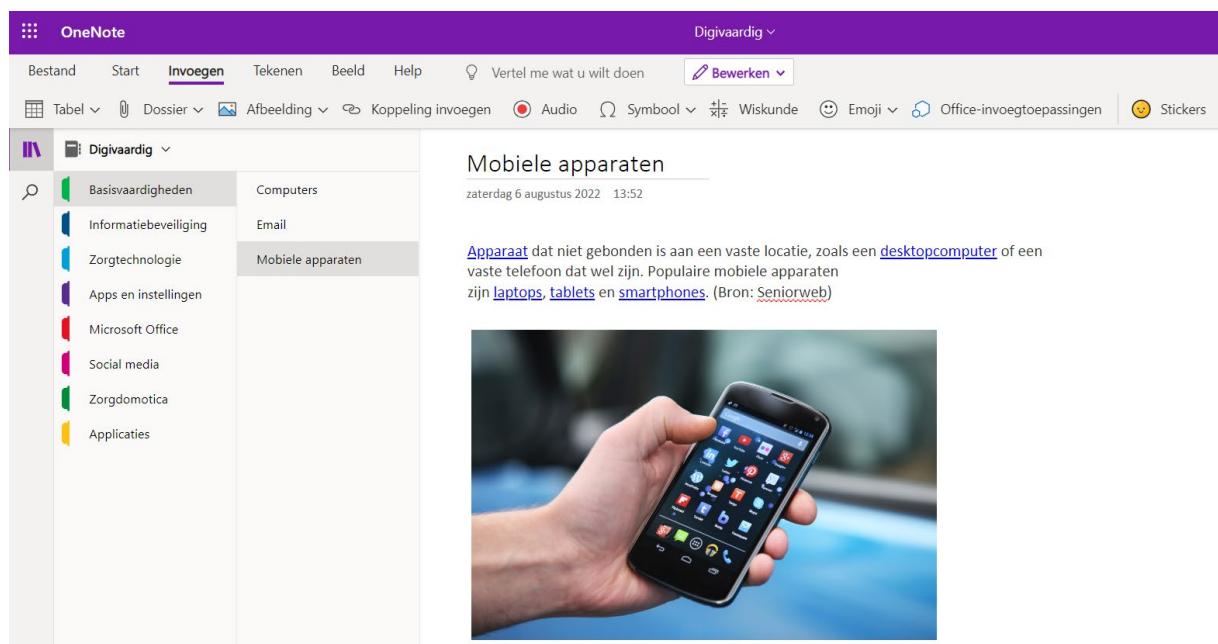 OneNote
Digivaardig
Bestand Start Invoegen Tekenen Beeld Help Vertel me wat u wilt doen Bewerken
Tabel Dossier Afbeelding Koppeling invoegen Audio Symbool Wiskunde Emoji Office-invoegtoepassingen Stickers
Digivaardig
Basisvaardigheden
Informatiebeveiliging
Zorgtechnologie
Apps en instellingen
Microsoft Office
Social media
Zorgdomotica
Applicaties
Computers
Email
Mobiele apparaten
Mobiele apparaten
zaterdag 6 augustus 2022 13:52
Apparaat dat niet gebonden is aan een vaste locatie, zoals een desktopcomputer of een
vaste telefoon dat wel zijn. Populaire mobiele apparaten
zijn laptops, tablets en smartphones. (Bron: Seniorweb)
Google